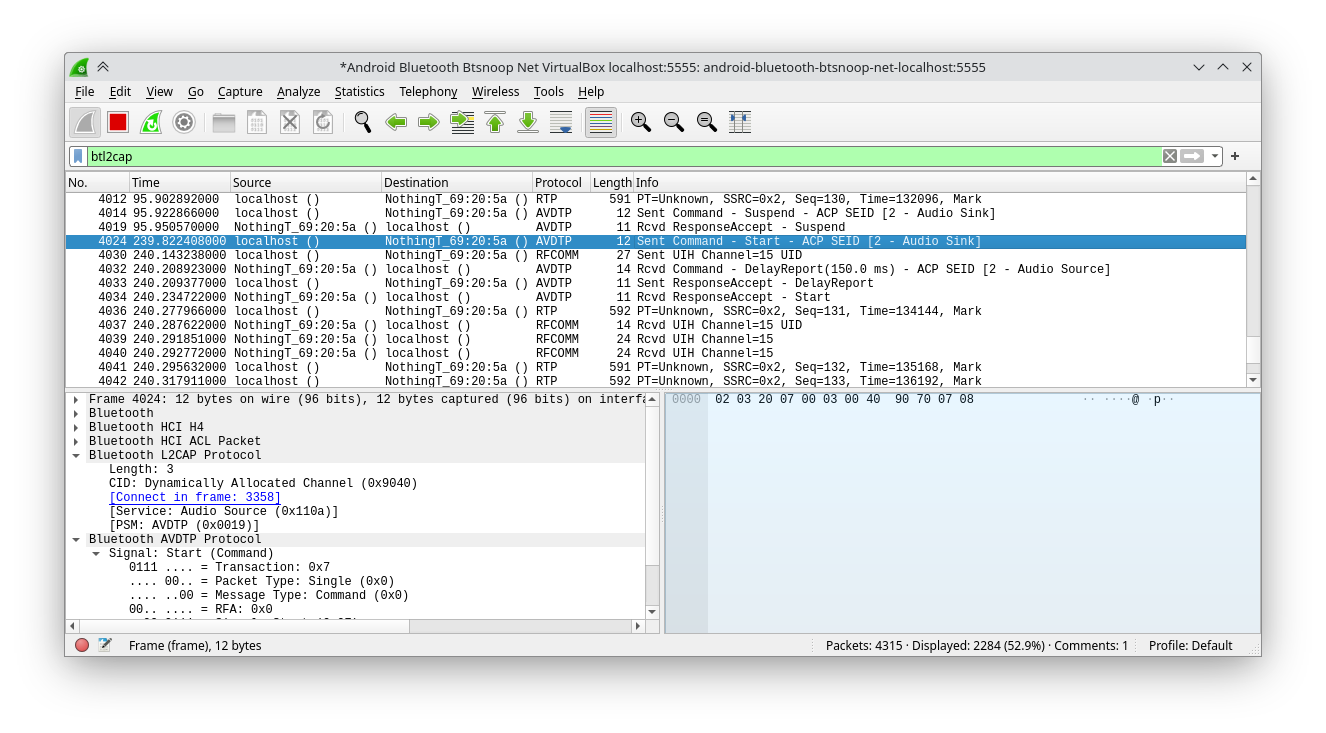 *Android Bluetooth Btsnoop Net VirtualBox localhost:5555: android-bluetooth-btsnoop-net-localhost:5555
File Edit View Go Capture Analyze Statistics Telephony Wireless Tools Help
btl2cap
No. Time Source Destination Protocol Length Info
4012 95.902892000 localhost () NothingT_69:20:5a () RTP 591 PT=Unknown, SSRC=0x2, Seq=130, Time=132096, Mark
4014 95.922866000 localhost () NothingT_69:20:5a () AVDTP 12 Sent Command - Suspend - ACP SEID [2 - Audio Sink]
4019 95.950570000 NothingT_69:20:5a () localhost () AVDTP 11 Rcvd ResponseAccept - Suspend
4024 239.822408000 localhost () NothingT_69:20:5a () AVDTP 12 Sent Command - Start - ACP SEID [2 - Audio Sink]
4030 240.143238000 localhost () NothingT_69:20:5a () RFCOMM 27 Sent UIH Channel=15 UID
4032 240.208923000 NothingT_69:20:5a () localhost () AVDTP 14 Rcvd Command - DelayReport(150.0 ms) - ACP SEID [2 - Audio Source]
4033 240.209377000 localhost () NothingT_69:20:5a () AVDTP 11 Sent ResponseAccept - DelayReport
4034 240.234722000 NothingT_69:20:5a () localhost () AVDTP 11 Rcvd ResponseAccept - Start
4036 240.277966000 localhost () NothingT_69:20:5a () RTP 592 PT=Unknown, SSRC=0x2, Seq=131, Time=134144, Mark
4037 240.287622000 NothingT_69:20:5a () localhost () RFCOMM 14 Rcvd UIH Channel=15 UID
4039 240.291851000 NothingT_69:20:5a () localhost () RFCOMM 24 Rcvd UIH Channel=15
4040 240.292772000 NothingT_69:20:5a () localhost () RFCOMM 24 Rcvd UIH Channel=15
4041 240.295632000 localhost () NothingT_69:20:5a () RTP 591 PT=Unknown, SSRC=0x2, Seq=132, Time=135168, Mark
4042 240.317911000 localhost () NothingT_69:20:5a () RTP 592 PT=Unknown, SSRC=0x2, Seq=133, Time=136192, Mark
Frame 4024: 12 bytes on wire (96 bits), 12 bytes captured (96 bits) on interfa
Bluetooth
Bluetooth HCI H4
Bluetooth HCI ACL Packet
Bluetooth L2CAP Protocol
Length: 3
CID: Dynamically Allocated Channel (0x9040)
[Connect in frame: 3358]
[Service: Audio Source (0x110a)]
[PSM: AVDTP (0x0019)]
Bluetooth AVDTP Protocol
Signal: Start (Command)
0111 .... = Transaction: 0x7
.... 00.. = Packet Type: Single (0x0)
.... ..00 = Message Type: Command (0x0)
00.. .... = RFA: 0x0
0000 02 03 20 07 00 03 00 40 90 70 07 08 ·· ····@ ·p··
Frame (frame), 12 bytes
Packets: 4315 · Displayed: 2284 (52.9%) · Comments: 1
Profile: Default